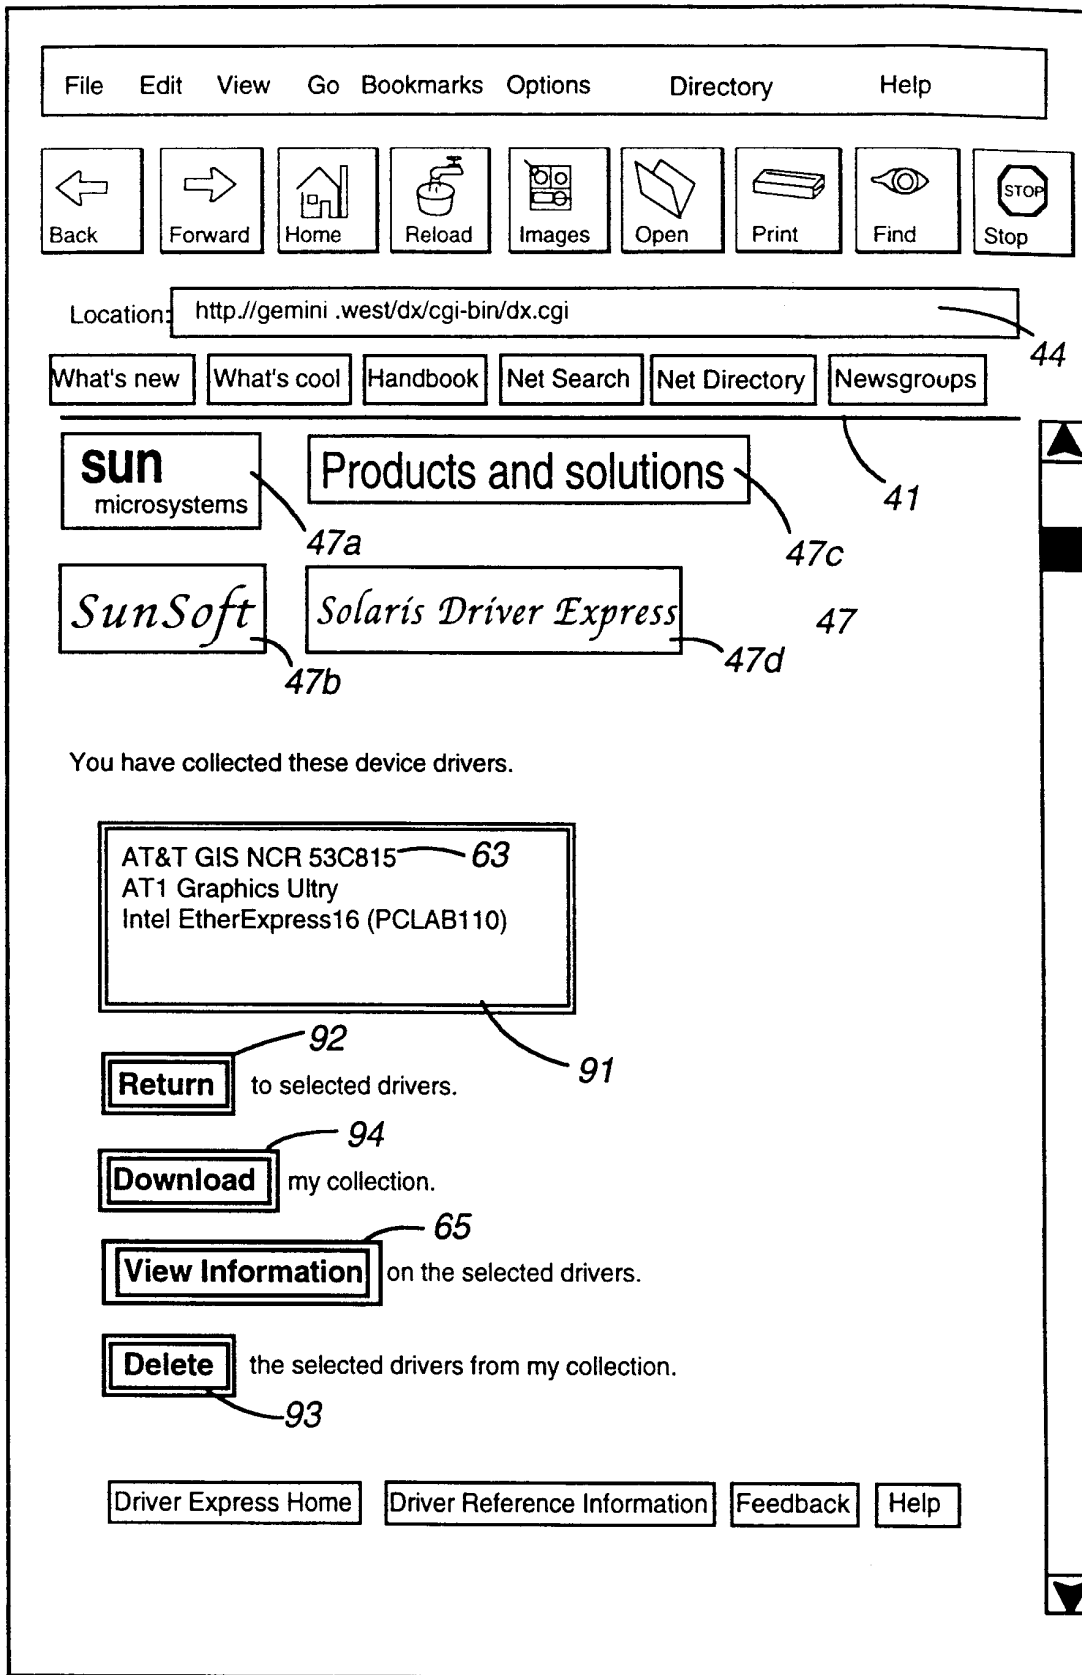 File Edit View Go Bookmarks Options Directory Help
STOP
Back Forward Home Reload Images Open Print Find Stop
Location: http.//gemini .west/dx/cgi-bin/dx.cgi
44
What's new What's cool Handbook Net Search Net Directory Newsgroups
41
sun
microsystems
47a
Products and solutions
47c
SunSoft
47b
Solaris Driver Express
47d
47
You have collected these device drivers.
AT&T GIS NCR 53C815 63
AT1 Graphics Ultry
Intel EtherExpress16 (PCLAB110)
91
92
Return to selected drivers.
94
Download my collection.
65
View Information on the selected drivers.
Delete the selected drivers from my collection.
93
Driver Express Home Driver Reference Information Feedback Help